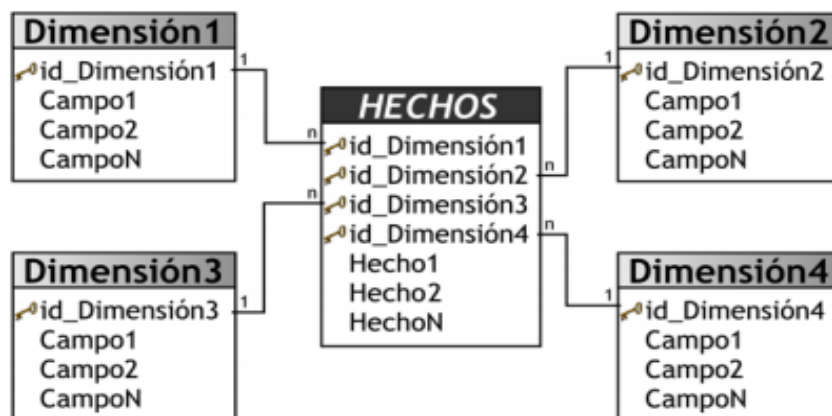 Dimensión1
id_Dimensión1
Campo1
Campo2
CampoN
1
Dimensión2
id_Dimensión2
Campo1
Campo2
CampoN
1
HECHOS
id_Dimensión1
id_Dimensión2
id_Dimensión3
id_Dimensión4
Hecho1
Hecho2
HechoN
n
n
n
n
Dimensión3
id_Dimensión3
Campo1
Campo2
CampoN
1
Dimensión4
id_Dimensión4
Campo1
Campo2
CampoN
1